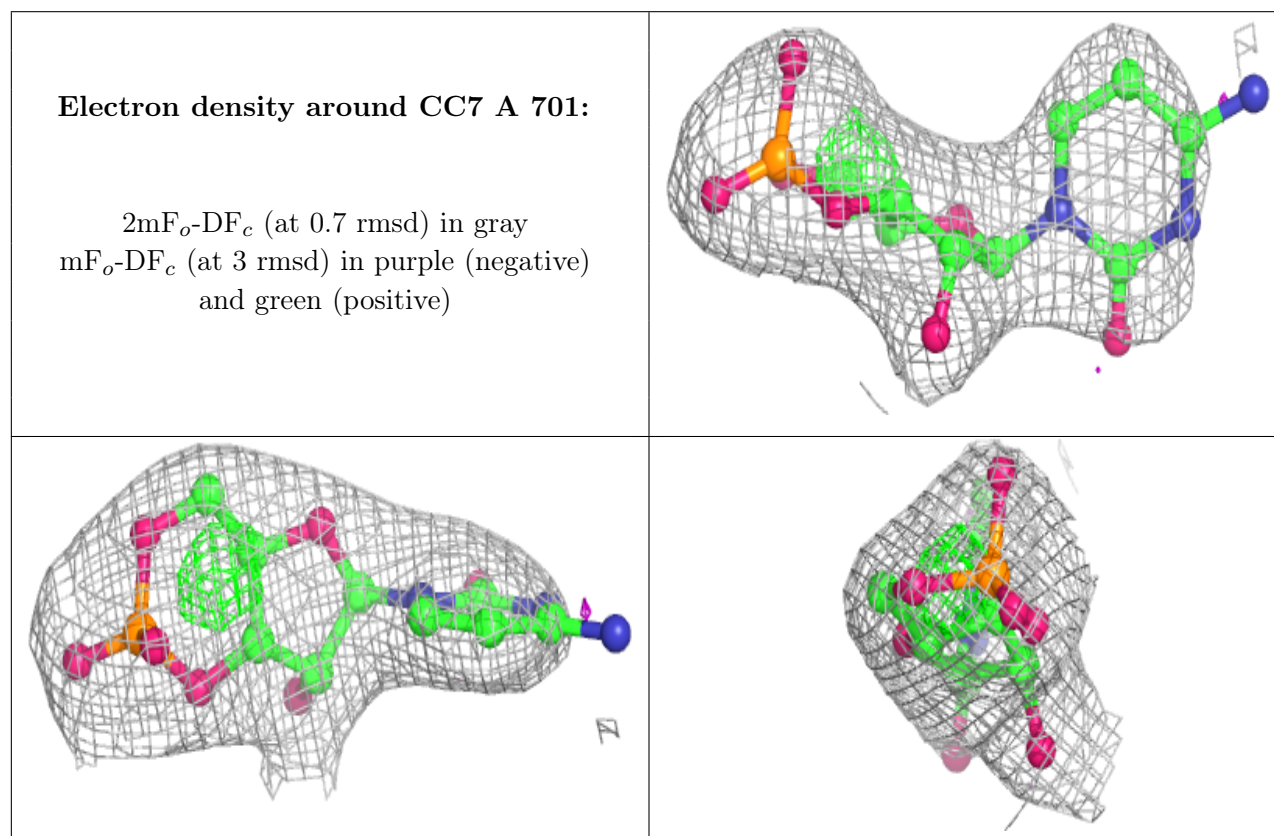 Electron density around CC7 A 701:
2mFo-DFc (at 0.7 rmsd) in gray
mFo-DFc (at 3 rmsd) in purple (negative)
and green (positive)